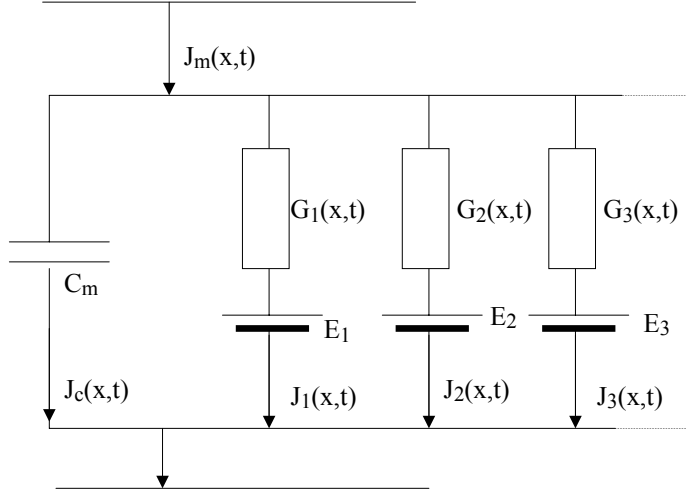 Jm(x,t)
G1(x,t)
G2(x,t)
G3(x,t)
Cm
E1
E2
E3
Jc(x,t)
J1(x,t)
J2(x,t)
J3(x,t)